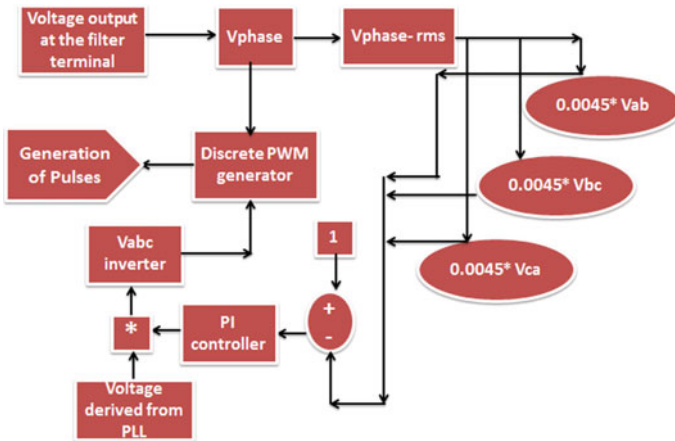 Voltage output
at the filter
terminal
Vphase
Vphase- rms
0.0045* Vab
Generation
of Pulses
Discrete PWM
generator
0.0045* Vbc
Vabc
inverter
1
0.0045* Vca
+
-
PI
controller
*
Voltage
derived from
PLL